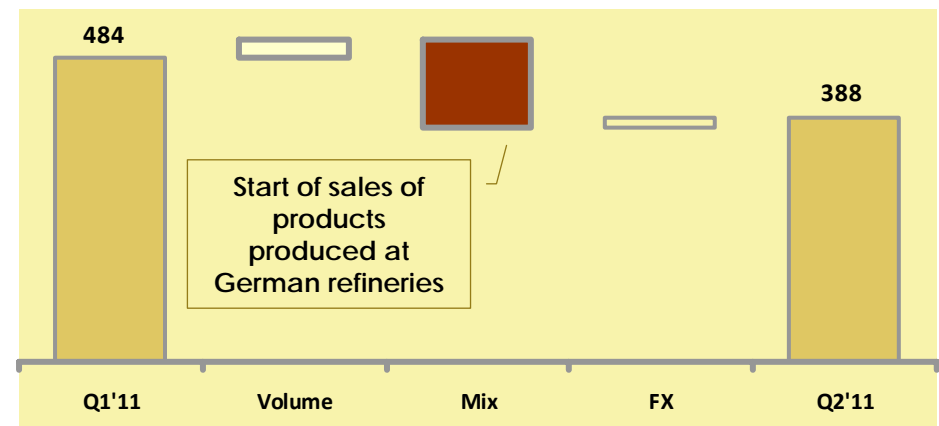 484
388
Start of sales of
products
produced at
German refineries
Q1'11 Volume Mix FX Q2'11